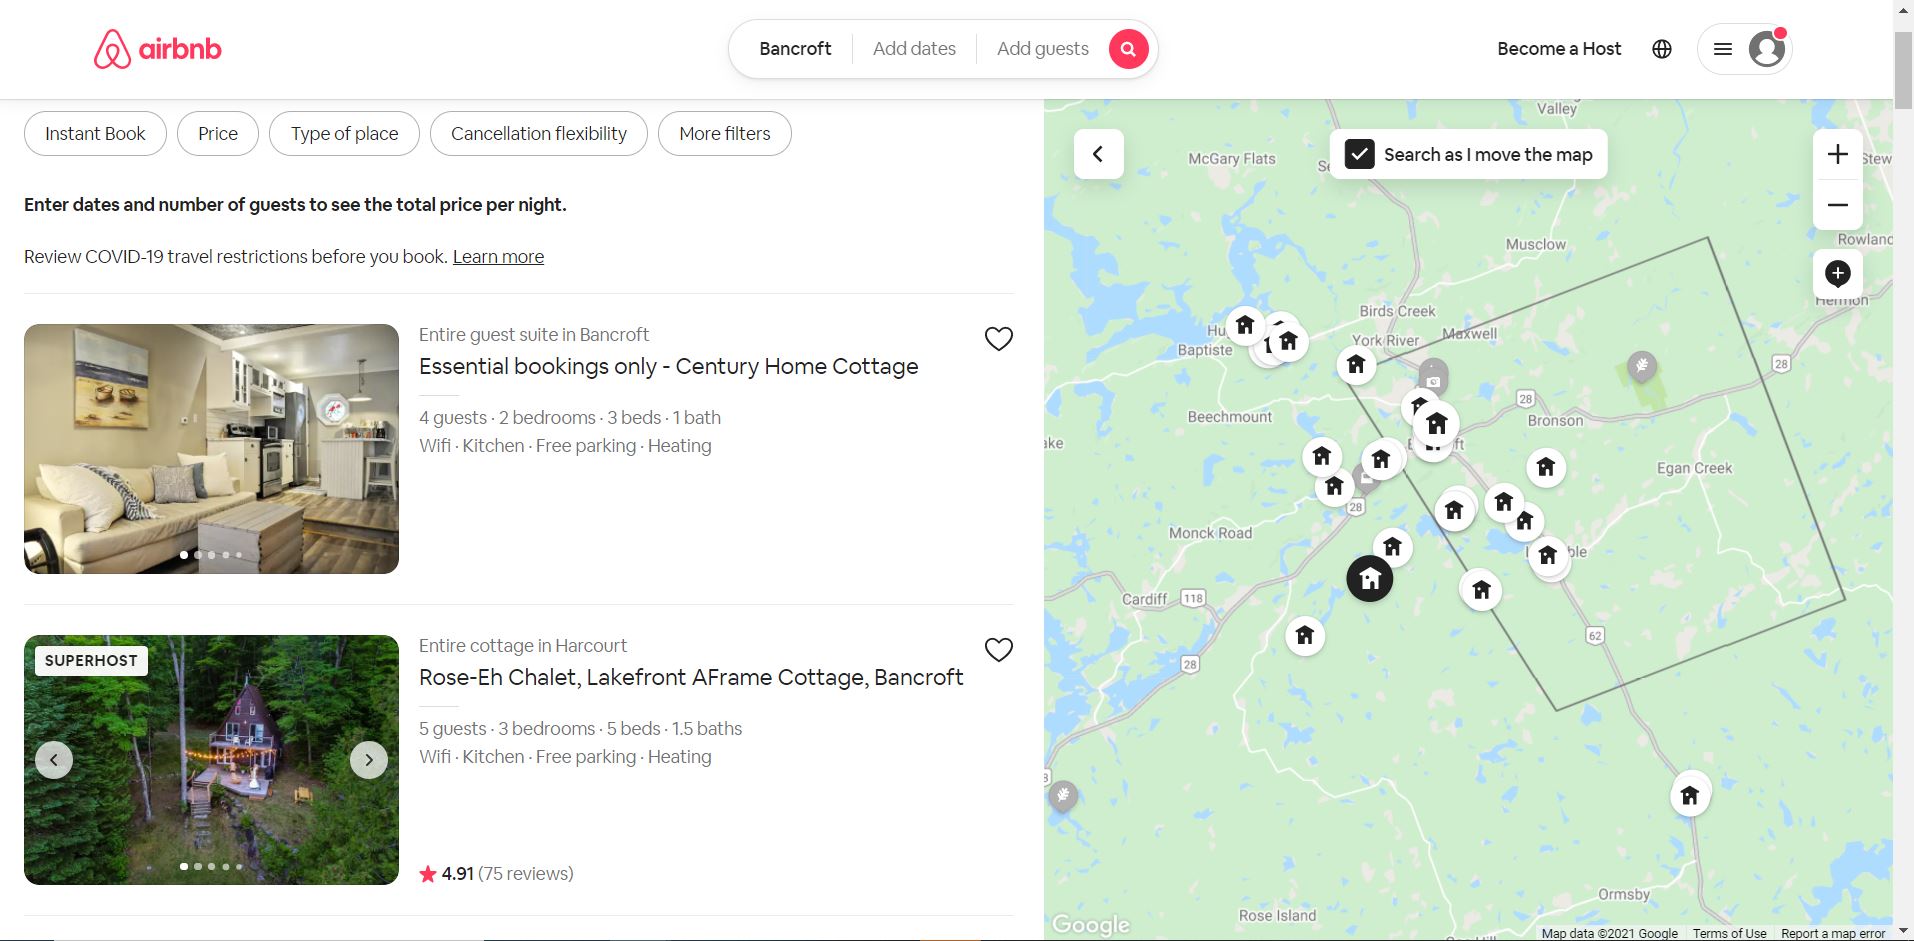 airbnb
Bancroft
Add dates
Add guests
Become a Host
Instant Book
Price
Type of place
Cancellation flexibility
More filters
Enter dates and number of guests to see the total price per night.
Review COVID-19 travel restrictions before you book. Learn more
Entire guest suite in Bancroft
Essential bookings only - Century Home Cottage
4 guests · 2 bedrooms · 3 beds · 1 bath
Wifi · Kitchen · Free parking · Heating
SUPERHOST
Entire cottage in Harcourt
Rose-Eh Chalet, Lakefront AFrame Cottage, Bancroft
5 guests · 3 bedrooms · 5 beds · 1.5 baths
Wifi · Kitchen · Free parking · Heating
4.91 (75 reviews)
Valley
Search as I move the map
McGary Flats
Stew
Rowland
Musclow
Hermon
Birds Creek
Maxwell
York River
Baptiste
28
28
Beechmount
Bronson
Egan Creek
28
Monck Road
Cardiff
118
62
28
Ormsby
Rose Island
Google
Map data ©2021 Google
Terms of Use
Report a map error